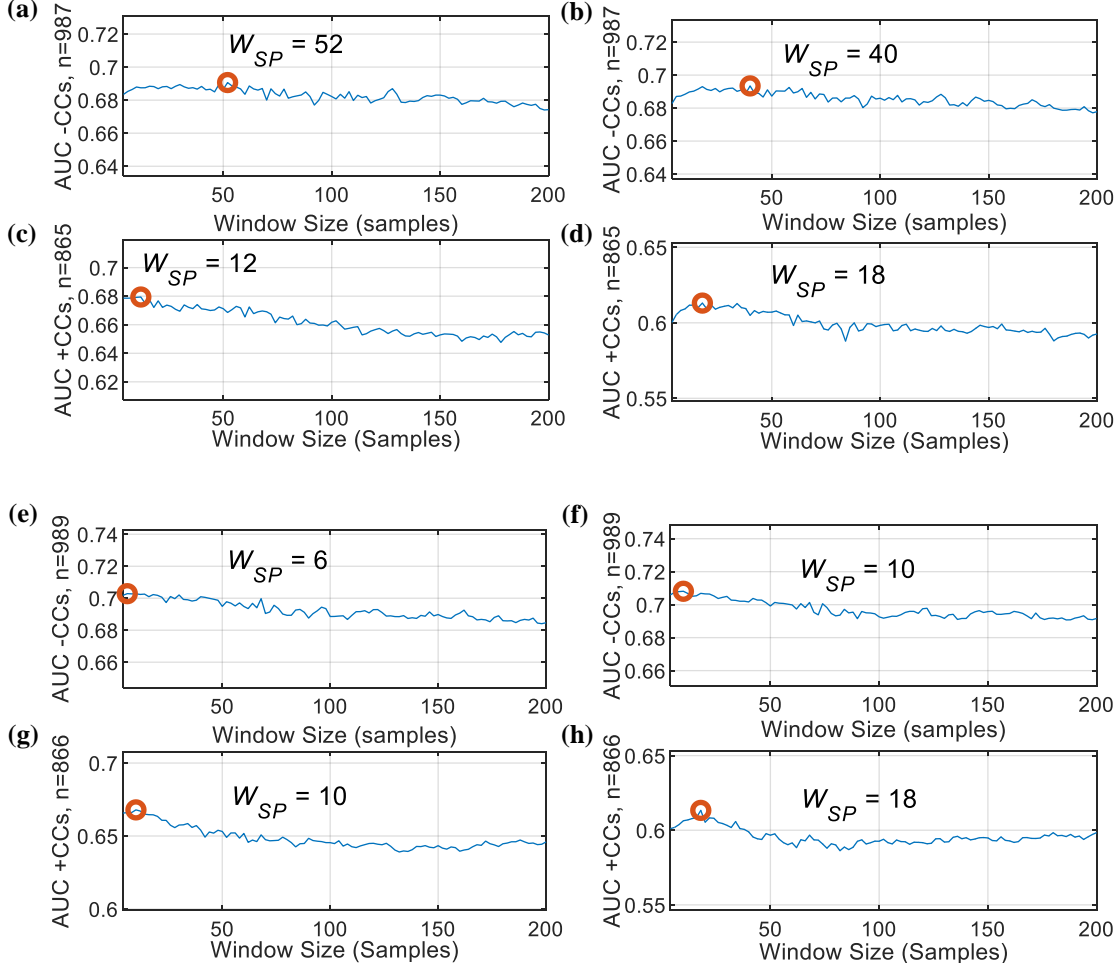 (a)
AUC -CCs, n=987
0.72
0.7
0.68
0.66
0.64
W_SP = 52
50 100 150 200
Window Size (samples)
(b)
AUC -CCs, n=987
0.72
0.7
0.68
0.66
0.64
W_SP = 40
50 100 150 200
Window Size (samples)
(c)
AUC +CCs, n=865
0.7
0.68
0.66
0.64
0.62
W_SP = 12
50 100 150 200
Window Size (Samples)
(d)
AUC +CCs, n=865
0.65
0.6
0.55
W_SP = 18
50 100 150 200
Window Size (Samples)
(e)
AUC -CCs, n=989
0.74
0.72
0.7
0.68
0.66
W_SP = 6
50 100 150 200
Window Size (samples)
(f)
AUC -CCs, n=989
0.74
0.72
0.7
0.68
0.66
W_SP = 10
50 100 150 200
Window Size (samples)
(g)
AUC +CCs, n=866
0.7
0.65
0.6
W_SP = 10
50 100 150 200
Window Size (Samples)
(h)
AUC +CCs, n=866
0.65
0.6
0.55
W_SP = 18
50 100 150 200
Window Size (Samples)